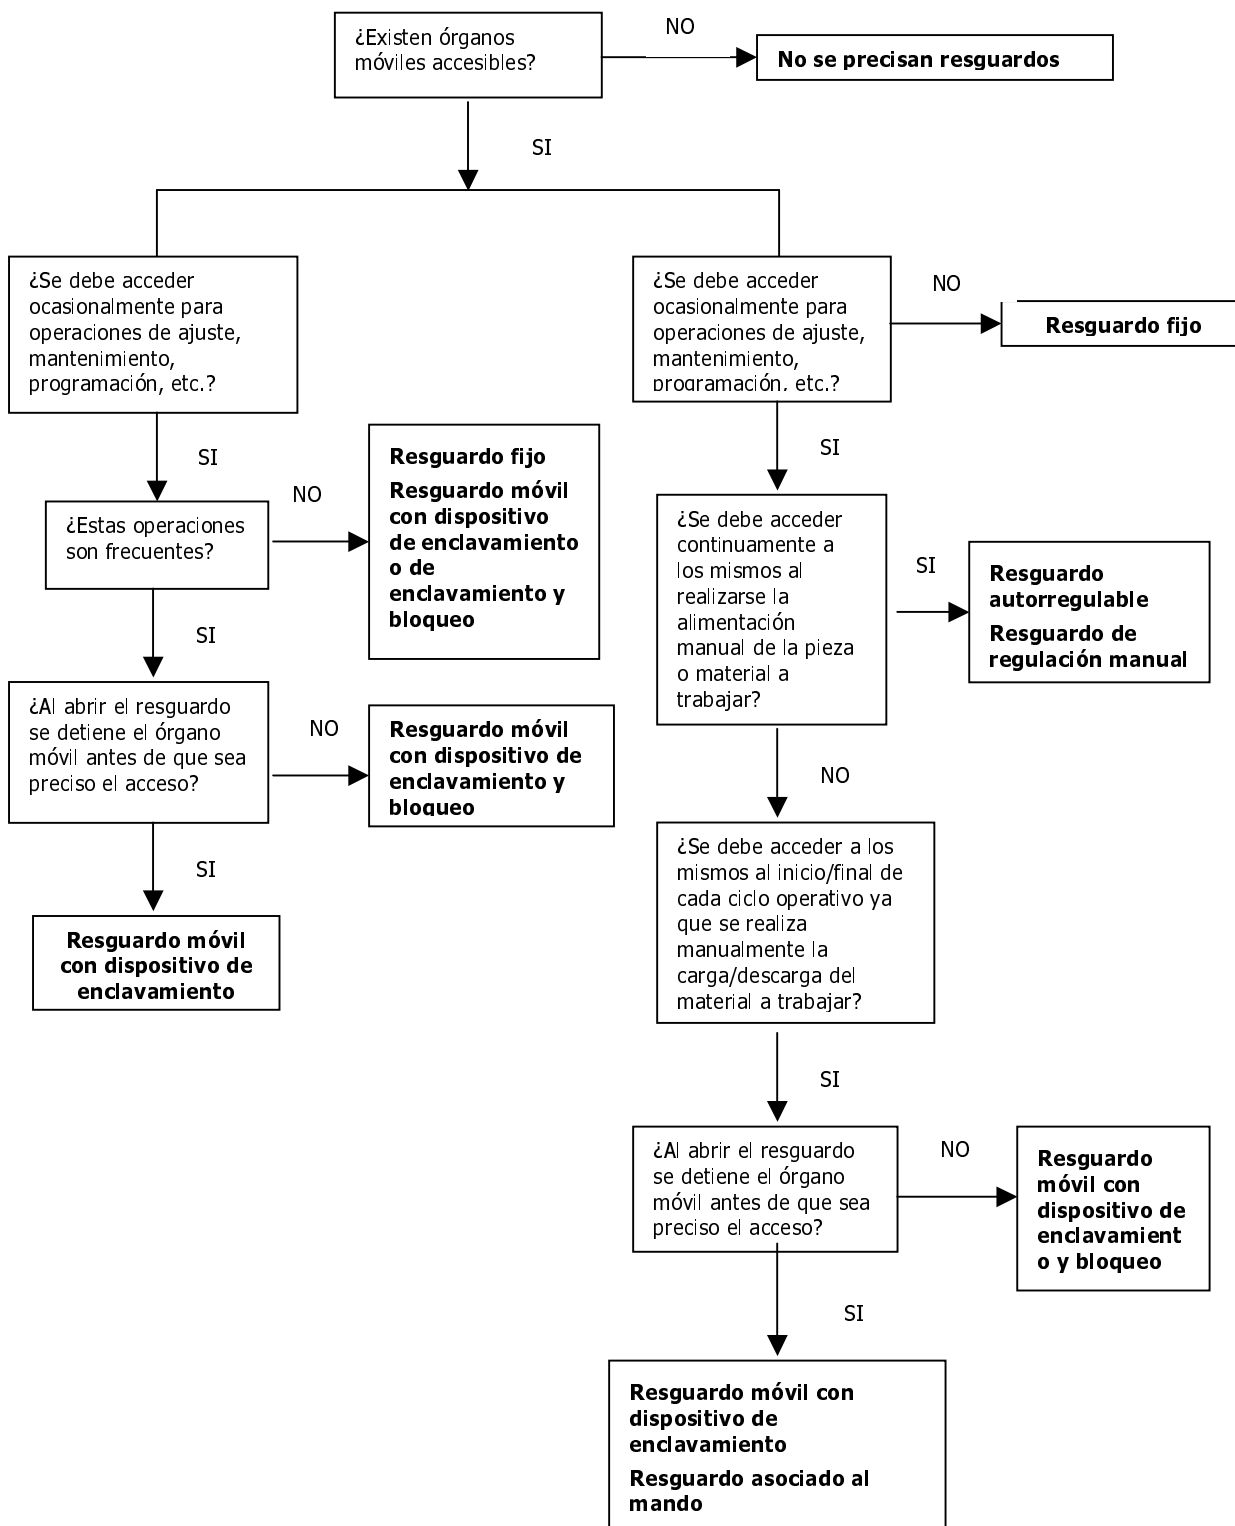 ¿Existen órganos
móviles accesibles?
NO
No se precisan resguardos
SI
¿Se debe acceder
ocasionalmente para
operaciones de ajuste,
mantenimiento,
programación, etc.?
SI
¿Estas operaciones
son frecuentes?
NO
Resguardo fijo
Resguardo móvil
con dispositivo
de enclavamiento
o de
enclavamiento y
bloqueo
SI
¿Al abrir el resguardo
se detiene el órgano
móvil antes de que sea
preciso el acceso?
NO
Resguardo móvil
con dispositivo de
enclavamiento y
bloqueo
SI
Resguardo móvil
con dispositivo de
enclavamiento
¿Se debe acceder
ocasionalmente para
operaciones de ajuste,
mantenimiento,
programación, etc.?
NO
Resguardo fijo
SI
¿Se debe acceder
continuamente a
los mismos al
realizarse la
alimentación
manual de la pieza
o material a
trabajar?
SI
Resguardo
autorregulable
Resguardo de
regulación manual
NO
¿Se debe acceder a los
mismos al inicio/final de
cada ciclo operativo ya
que se realiza
manualmente la
carga/descarga del
material a trabajar?
SI
¿Al abrir el resguardo
se detiene el órgano
móvil antes de que sea
preciso el acceso?
NO
Resguardo
móvil con
dispositivo de
enclavamient
o y bloqueo
SI
Resguardo móvil con
dispositivo de
enclavamiento
Resguardo asociado al
mando